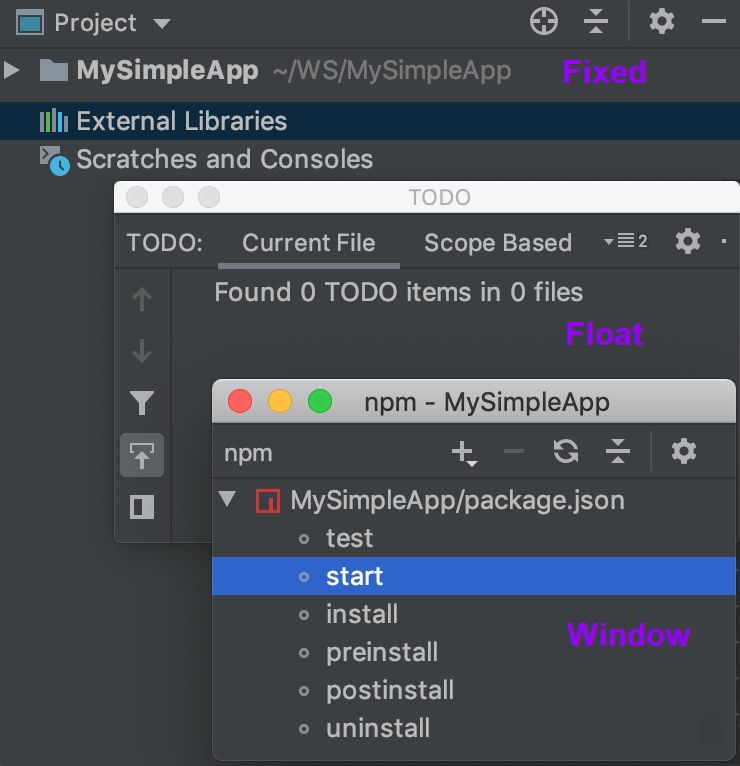 Project
MySimpleApp ~/WS/MySimpleApp
Fixed
External Libraries
Scratches and Consoles
TODO
TODO: Current File Scope Based 2
Found 0 TODO items in 0 files
Float
npm - MySimpleApp
npm
MySimpleApp/package.json
test
start
install
Window
preinstall
postinstall
uninstall